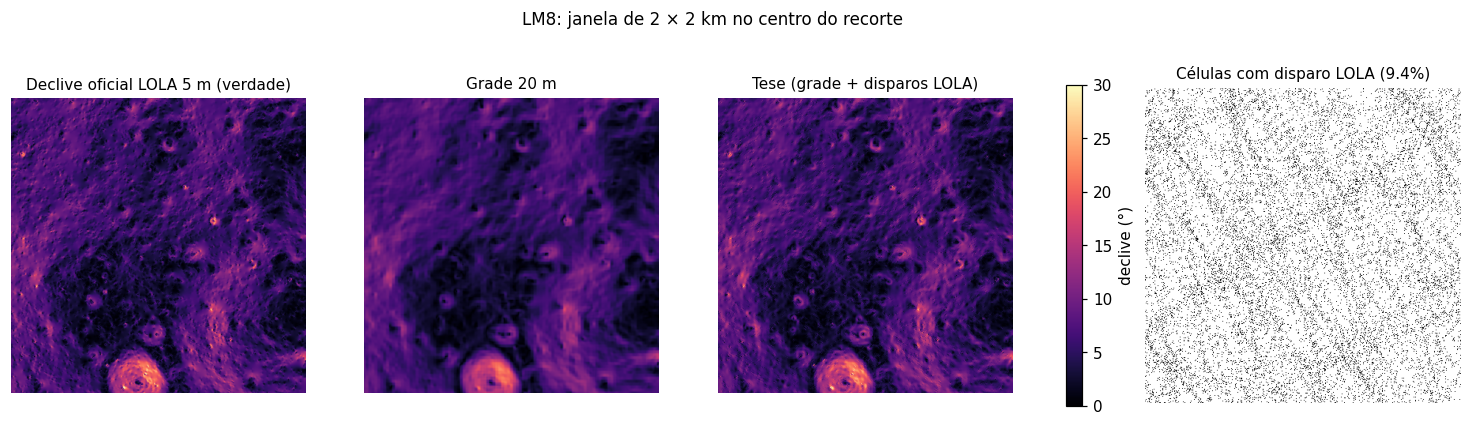 LM8: janela de 2 × 2 km no centro do recorte
Declive oficial LOLA 5 m (verdade)
Grade 20 m
Tese (grade + disparos LOLA)
30
25
20
15
10
5
0
declive (°)
Células com disparo LOLA (9.4%)